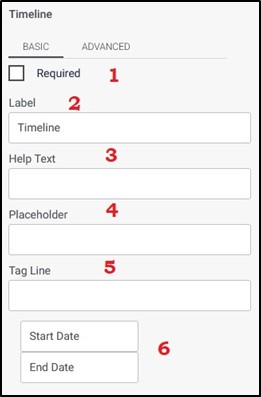 Timeline
BASIC ADVANCED
Required 1
Label 2
Timeline
Help Text 3
Placeholder 4
Tag Line 5
Start Date
6
End Date